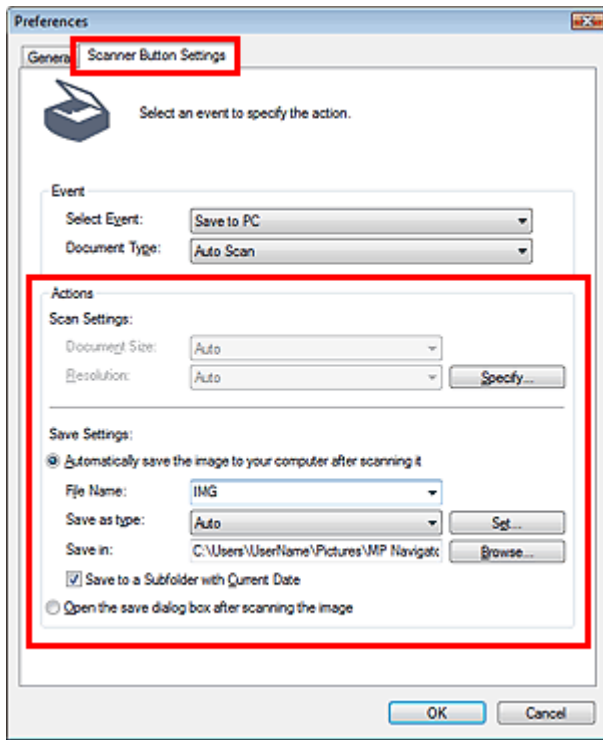 Preferences
General Scanner Button Settings
Select an event to specify the action.
Event
Select Event: Save to PC
Document Type: Auto Scan
Actions
Scan Settings:
Document Size: Auto
Resolution: Auto Specify...
Save Settings:
Automatically save the image to your computer after scanning it
File Name: IMG
Save as type: Auto Set...
Save in: C:\Users\UserName\Pictures\MP Navigato Browse...
Save to a Subfolder with Current Date
Open the save dialog box after scanning the image
OK Cancel